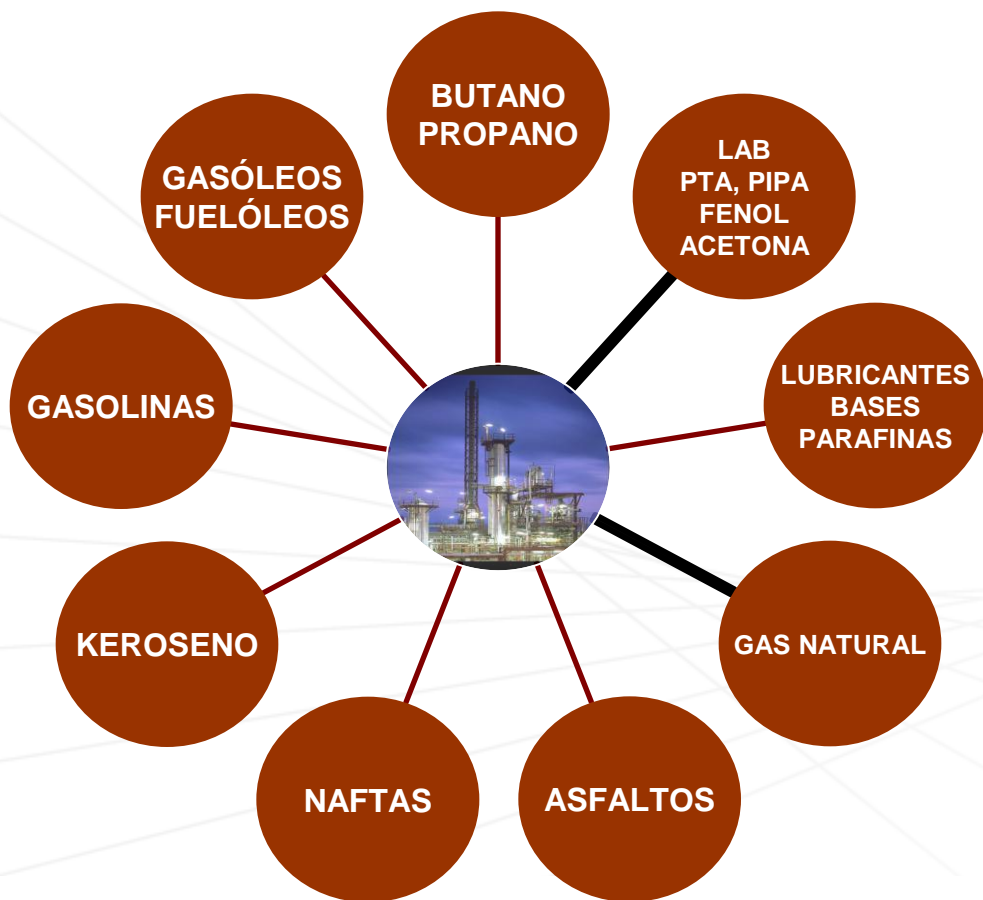 BUTANO
PROPANO
LAB
PTA, PIPA
FENOL
ACETONA
LUBRICANTES
BASES
PARAFINAS
GAS NATURAL
ASFALTOS
NAFTAS
KEROSENO
GASOLINAS
GASÓLEOS
FUELÓLEOS